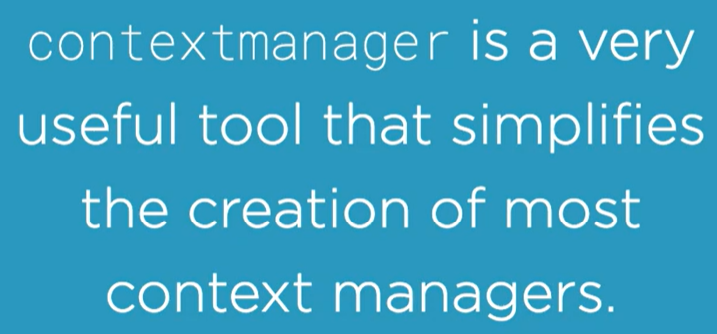 contextmanager is a very
useful tool that simplifies
the creation of most
context managers.